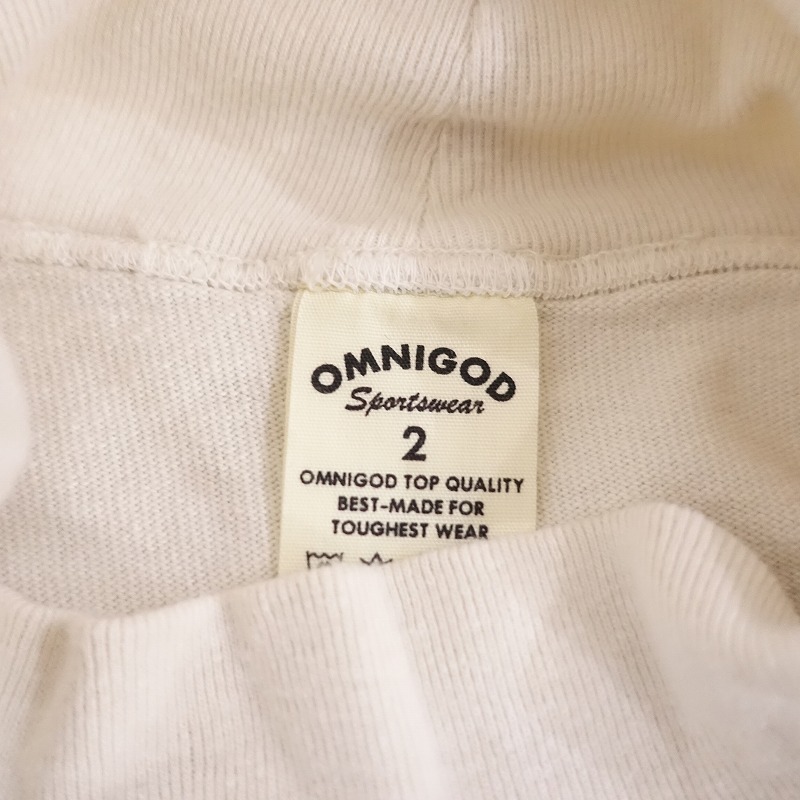 OMNIGOD
Sportswear
2
OMNIGOD TOP QUALITY
BEST-MADE FOR
TOUGHEST WEAR